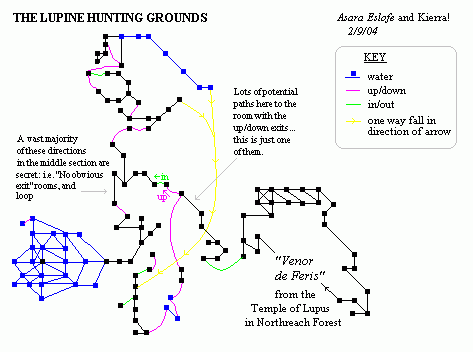 THE LUPINE HUNTING GROUNDS
Asara Eslofe and Kierra!
2/9/04
KEY
water
up/down
in/out
one way fall in
direction of arrow
Lots of potential
paths here to the
room with the
up/down exits...
this is just one
of them.
A vast majority
of these directions
in the middle section are
secret: i.e. "No obvious
exit" rooms, and
loop
in
up
"Venor
de Feris"
from the
Temple of Lupus
in Northreach Forest